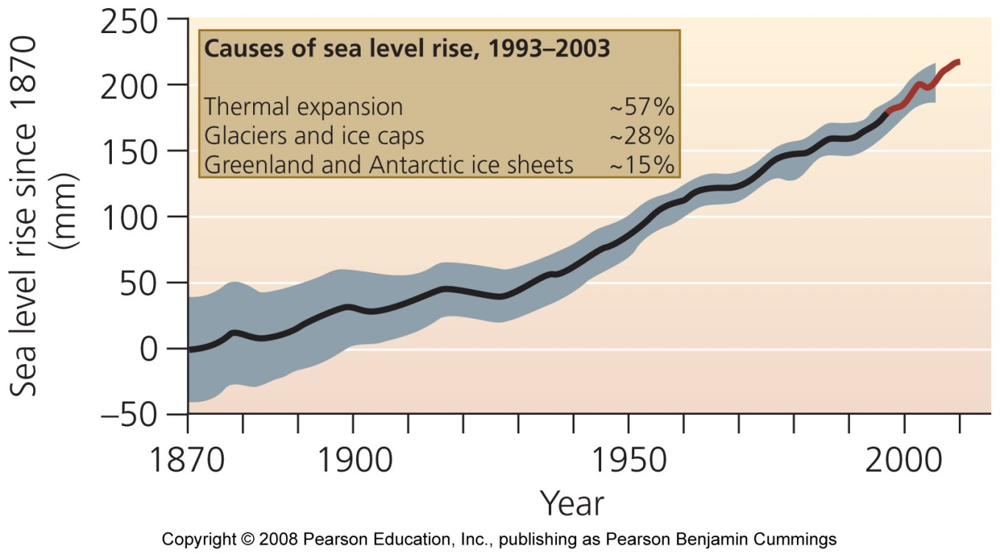 Sea level rise since 1870
(mm)
250
200
150
100
50
0
–50
Causes of sea level rise, 1993–2003
Thermal expansion ~57%
Glaciers and ice caps ~28%
Greenland and Antarctic ice sheets ~15%
1870 1900 1950 2000
Year
Copyright © 2008 Pearson Education, Inc., publishing as Pearson Benjamin Cummings